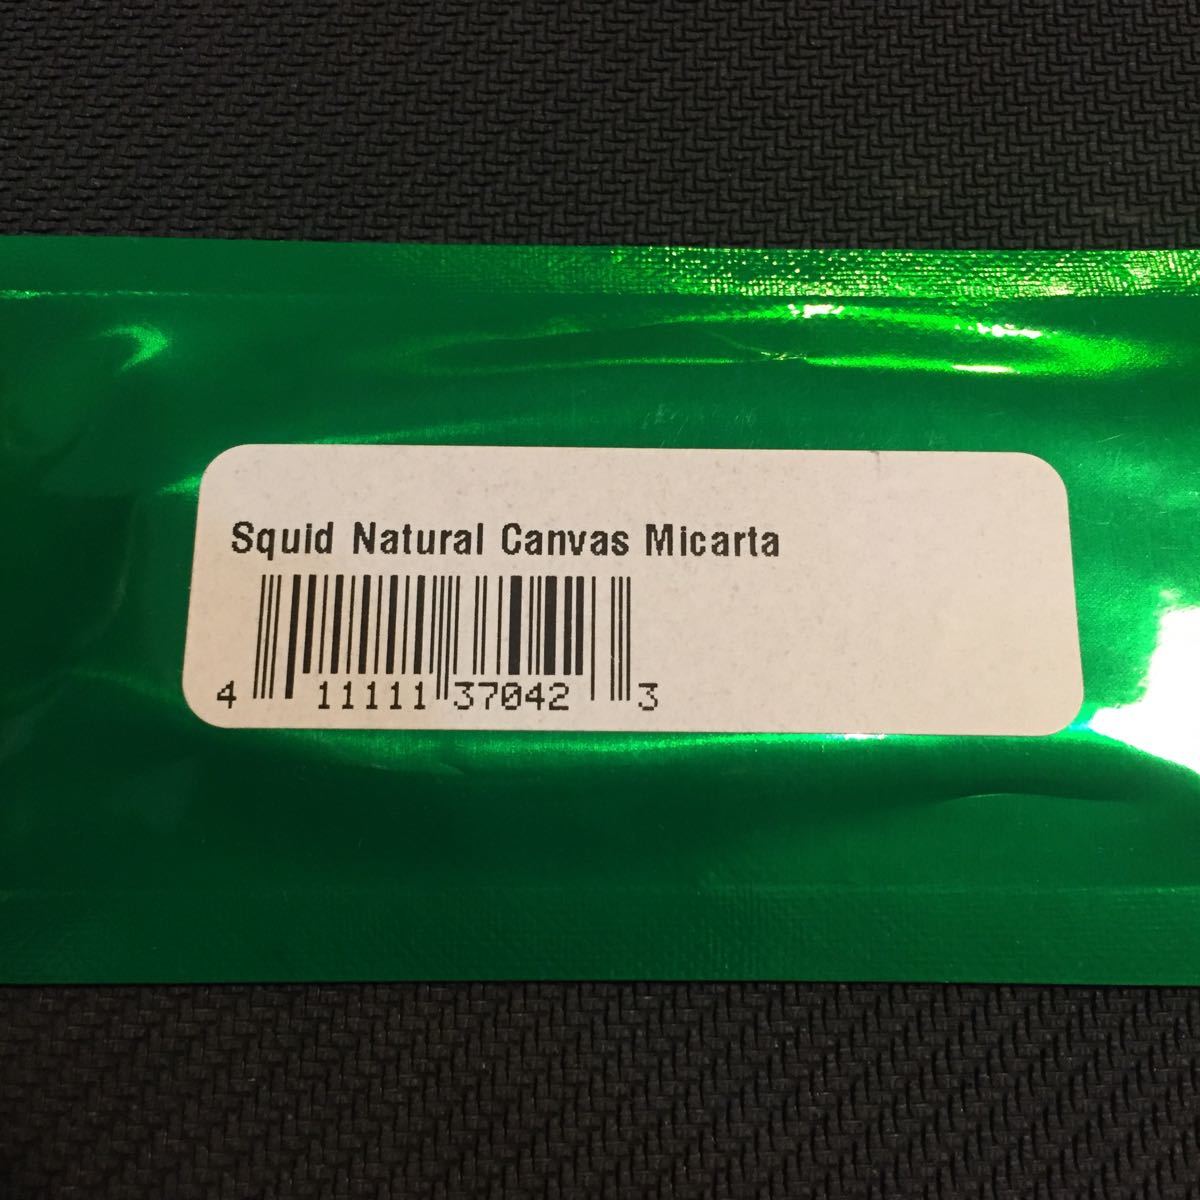 Squid Natural Canvas Micarta
4 11111 37042 3